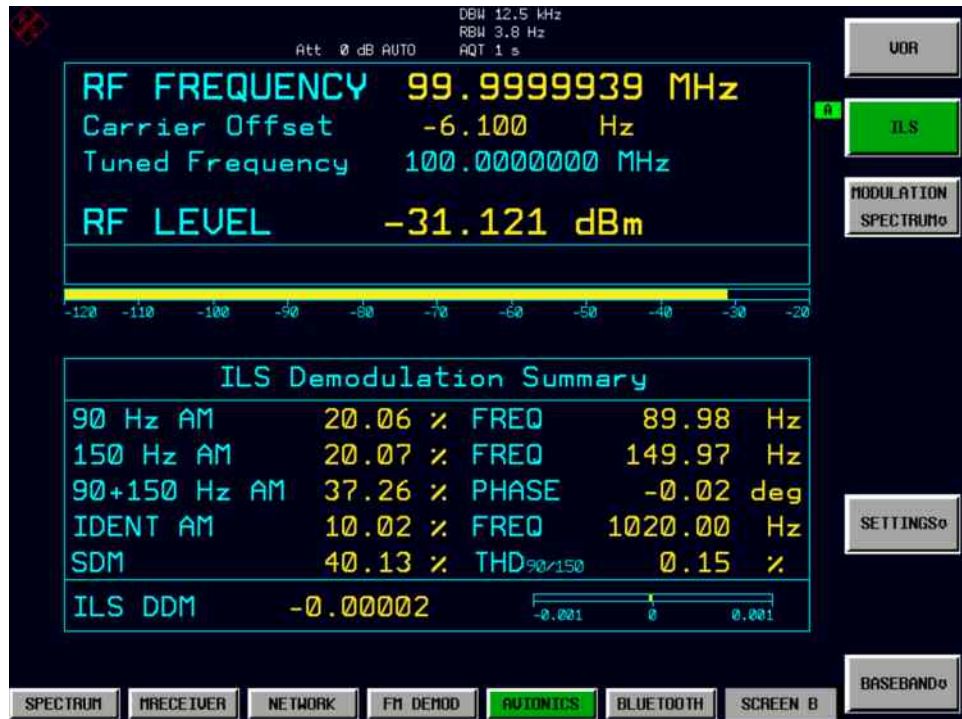 DBW 12.5 kHz
RBW 3.8 Hz
Att 0 dB AUTO AQT 1 s
RF FREQUENCY 99.9999939 MHz
Carrier Offset -6.100 Hz
Tuned Frequency 100.0000000 MHz
RF LEVEL -31.121 dBm
-120 -110 -100 -90 -80 -70 -60 -50 -40 -30 -20
ILS Demodulation Summary
90 Hz AM 20.06 % FREQ 89.98 Hz
150 Hz AM 20.07 % FREQ 149.97 Hz
90+150 Hz AM 37.26 % PHASE -0.02 deg
IDENT AM 10.02 % FREQ 1020.00 Hz
SDM 40.13 % THD90/150 0.15 %
ILS DDM -0.00002
-0.001 0 0.001
VOR
A
ILS
MODULATION
SPECTRUM
SETTINGS
BASEBAND
SPECTRUM MRECEIVER NETWORK FM DEMOD AVIONICS BLUETOOTH SCREEN B